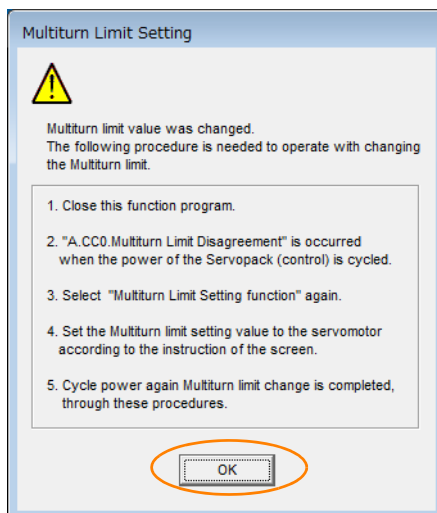 Multiturn Limit Setting
Multiturn limit value was changed.
The following procedure is needed to operate with changing
the Multiturn limit.
1. Close this function program.
2. "A.CC0.Multiturn Limit Disagreement" is occurred
when the power of the Servopack (control) is cycled.
3. Select "Multiturn Limit Setting function" again.
4. Set the Multiturn limit setting value to the servomotor
according to the instruction of the screen.
5. Cycle power again Multiturn limit change is completed,
through these procedures.
OK